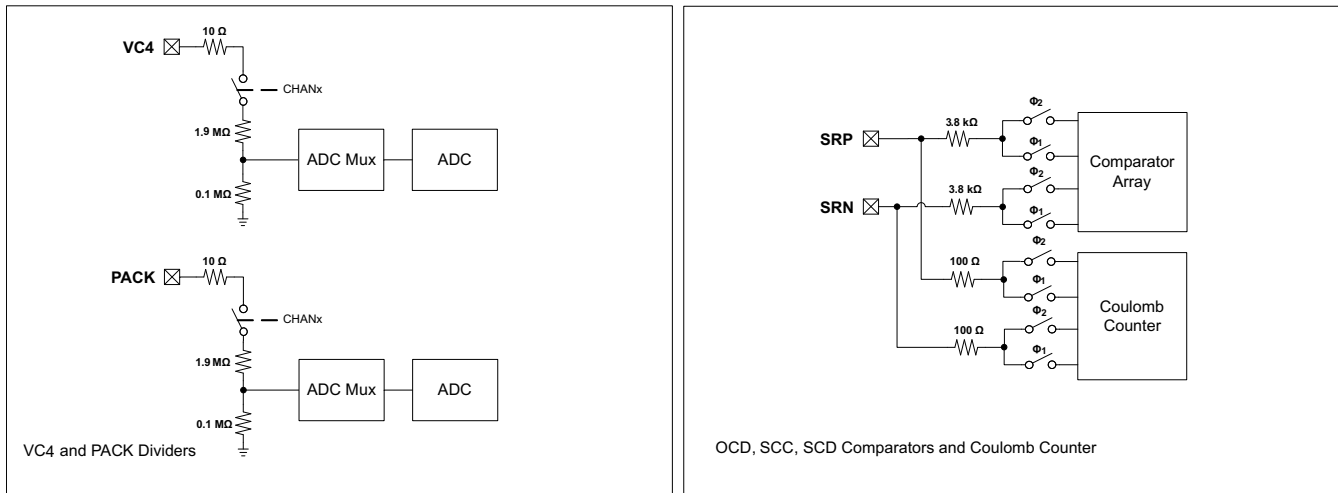 10 Ω
VC4
CHANx
1.9 MΩ
ADC Mux
ADC
0.1 MΩ
10 Ω
PACK
CHANx
1.9 MΩ
ADC Mux
ADC
0.1 MΩ
VC4 and PACK Dividers
Φ2
3.8 kΩ
SRP
Φ1
Comparator
Array
Φ2
3.8 kΩ
SRN
Φ1
Φ2
100 Ω
Φ1
Coulomb
Counter
Φ2
100 Ω
Φ1
OCD, SCC, SCD Comparators and Coulomb Counter